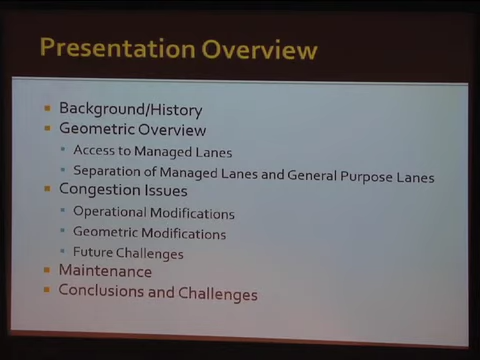 Presentation Overview
Background/History
Geometric Overview
Access to Managed Lanes
Separation of Managed Lanes and General Purpose Lanes
Congestion Issues
Operational Modifications
Geometric Modifications
Future Challenges
Maintenance
Conclusions and Challenges